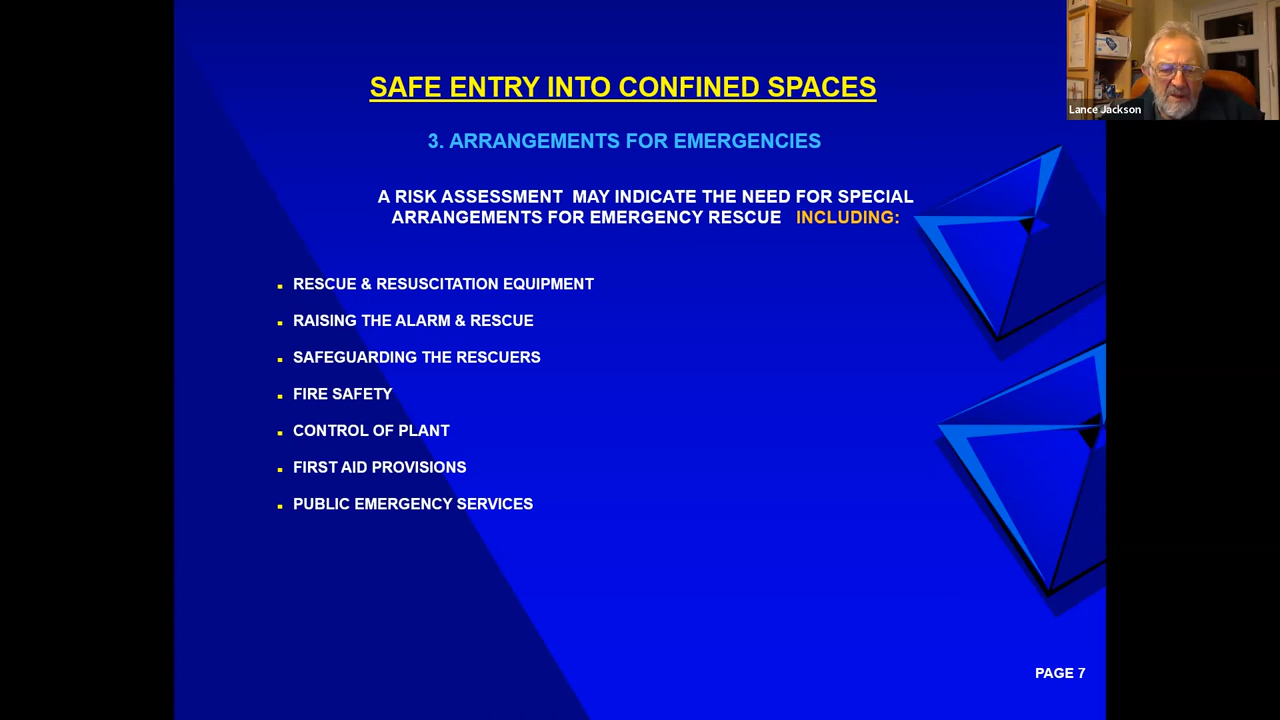 SAFE ENTRY INTO CONFINED SPACES
Lance Jackson
3. ARRANGEMENTS FOR EMERGENCIES
A RISK ASSESSMENT MAY INDICATE THE NEED FOR SPECIAL
ARRANGEMENTS FOR EMERGENCY RESCUE INCLUDING:
RESCUE & RESUSCITATION EQUIPMENT
RAISING THE ALARM & RESCUE
SAFEGUARDING THE RESCUERS
FIRE SAFETY
CONTROL OF PLANT
FIRST AID PROVISIONS
PUBLIC EMERGENCY SERVICES
PAGE 7